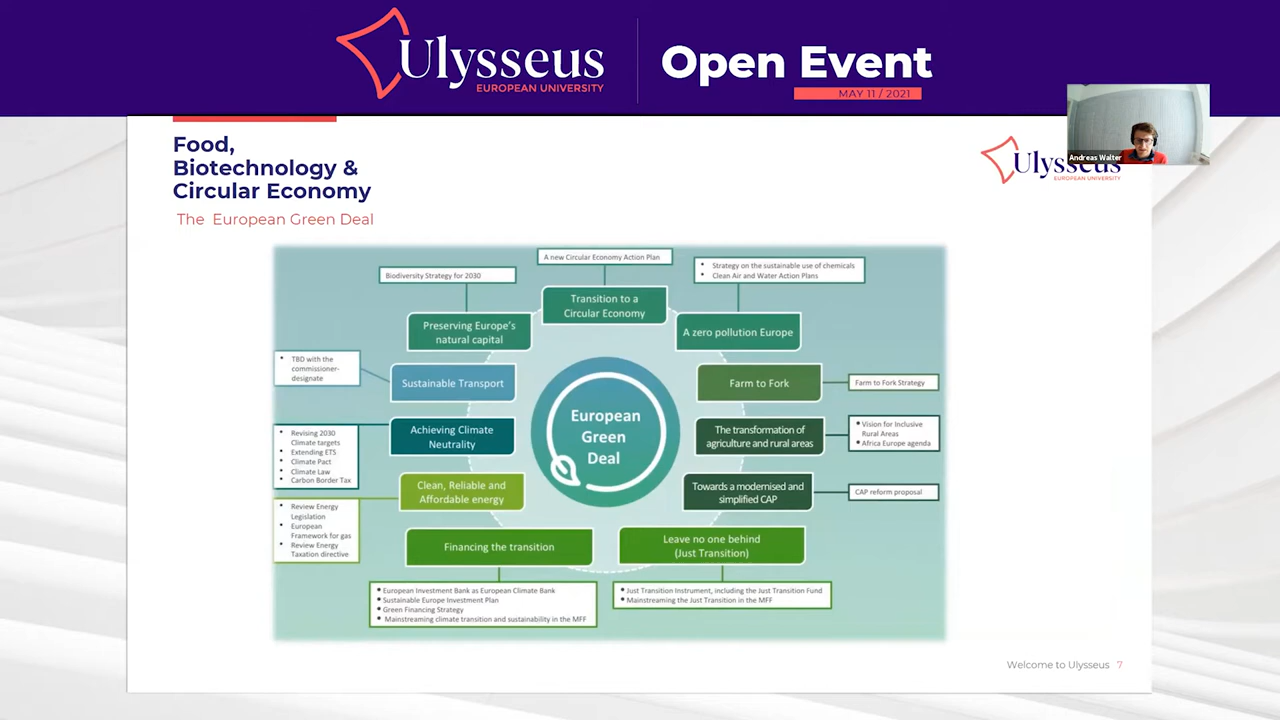 Ulysseus
EUROPEAN UNIVERSITY
Open Event
MAY 11 / 2021
Andreas Walter
Food,
Biotechnology &
Circular Economy
The European Green Deal
Ulysseus
EUROPEAN UNIVERSITY
A new Circular Economy Action Plan
Biodiversity Strategy for 2030
• Strategy on the sustainable use of chemicals
• Clean Air and Water Action Plans
Transition to a
Circular Economy
Preserving Europe's
natural capital
A zero pollution Europe
• TBD with the
commissioner-
designate
Sustainable Transport
Farm to Fork
Farm to Fork Strategy
European
Green
Deal
• Revising 2030
Climate targets
• Extending ETS
• Climate Pact
• Climate Law
• Carbon Border Tax
Achieving Climate
Neutrality
The transformation of
agriculture and rural areas
• Vision for Inclusive
Rural Areas
• Africa Europe agenda
Clean, Reliable and
Affordable energy
Towards a modernised and
simplified CAP
CAP reform proposal
• Review Energy
Legislation
• European
Framework for gas
• Review Energy
Taxation directive
Financing the transition
Leave no one behind
(Just Transition)
• European Investment Bank as European Climate Bank
• Sustainable Europe Investment Plan
• Green Financing Strategy
• Mainstreaming climate transition and sustainability in the MFF
• Just Transition Instrument, including the Just Transition Fund
• Mainstreaming the Just Transition in the MFF
Welcome to Ulysseus 7